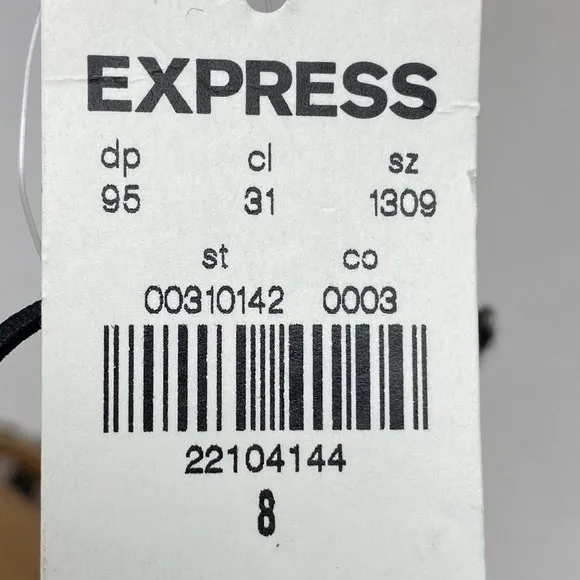 EXPRESS
dp cl sz
95 31 1309
st co
00310142 0003
22104144
8